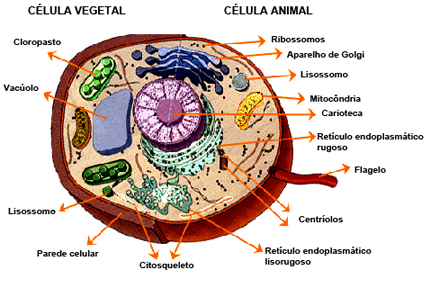 CÉLULA VEGETAL
CÉLULA ANIMAL
Cloropasto
Vacúolo
Lisossomo
Parede celular
Citosqueleto
Ribossomos
Aparelho de Golgi
Lisossomo
Mitocôndria
Carioteca
Retículo endoplasmático
rugoso
Flagelo
Centríolos
Retículo endoplasmático
lisorugoso